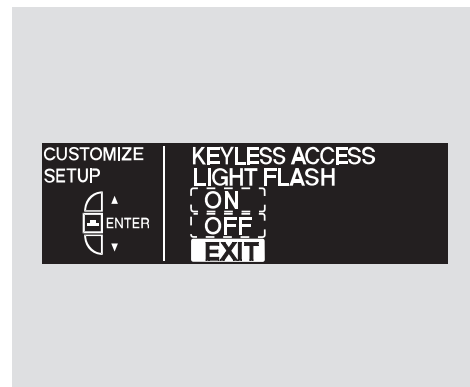 CUSTOMIZE
SETUP
ENTER
KEYLESS ACCESS
LIGHT FLASH
ON
OFF
EXIT